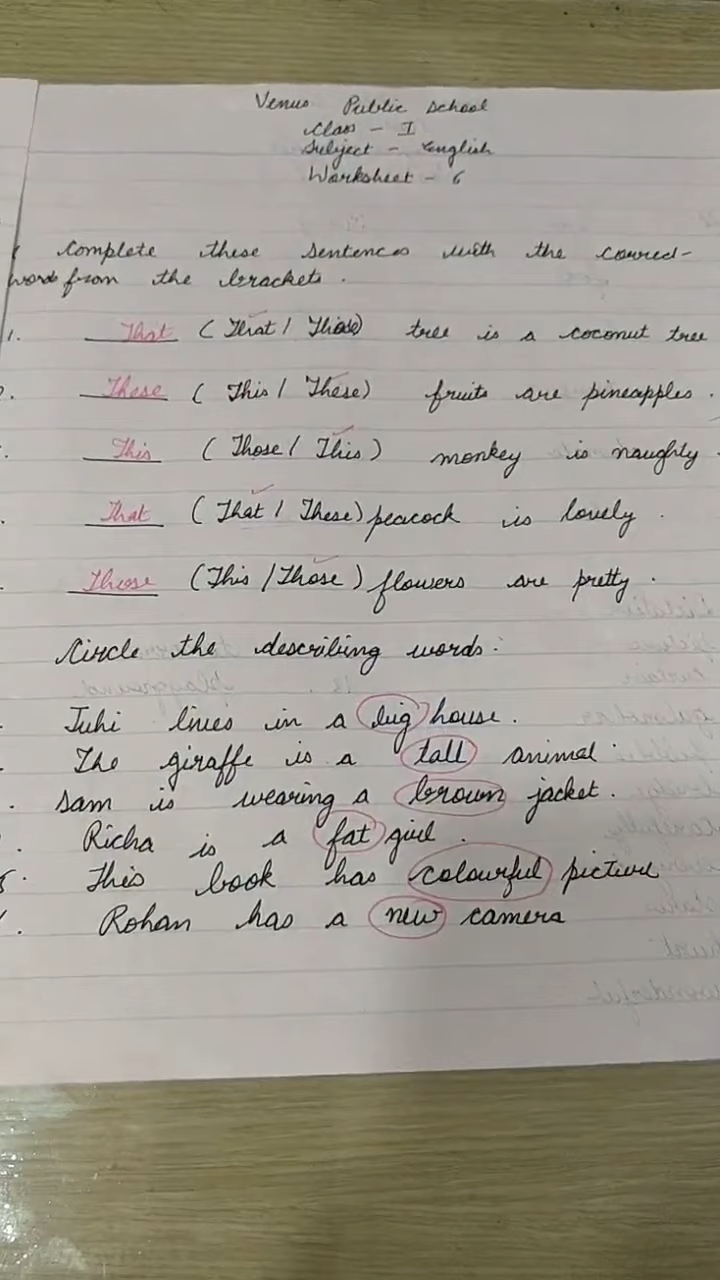 Venus Public School
Class - I
Subject - English
Worksheet - 6
Complete these sentences with the coured-
word from the brackets.
1. That (That / Those) tree is a coconut tree
These (This / These) fruits are pineapples.
This (Those / This) monkey is naughty.
That (That / These) peacock is lovely.
Those (This / Those) flowers are pretty.
Circle the describing words:
Juhi lives in a big house.
The giraffe is a tall animal.
Sam is wearing a brown jacket.
Richa is a fat girl.
This book has colourful picture
Rohan has a new camera